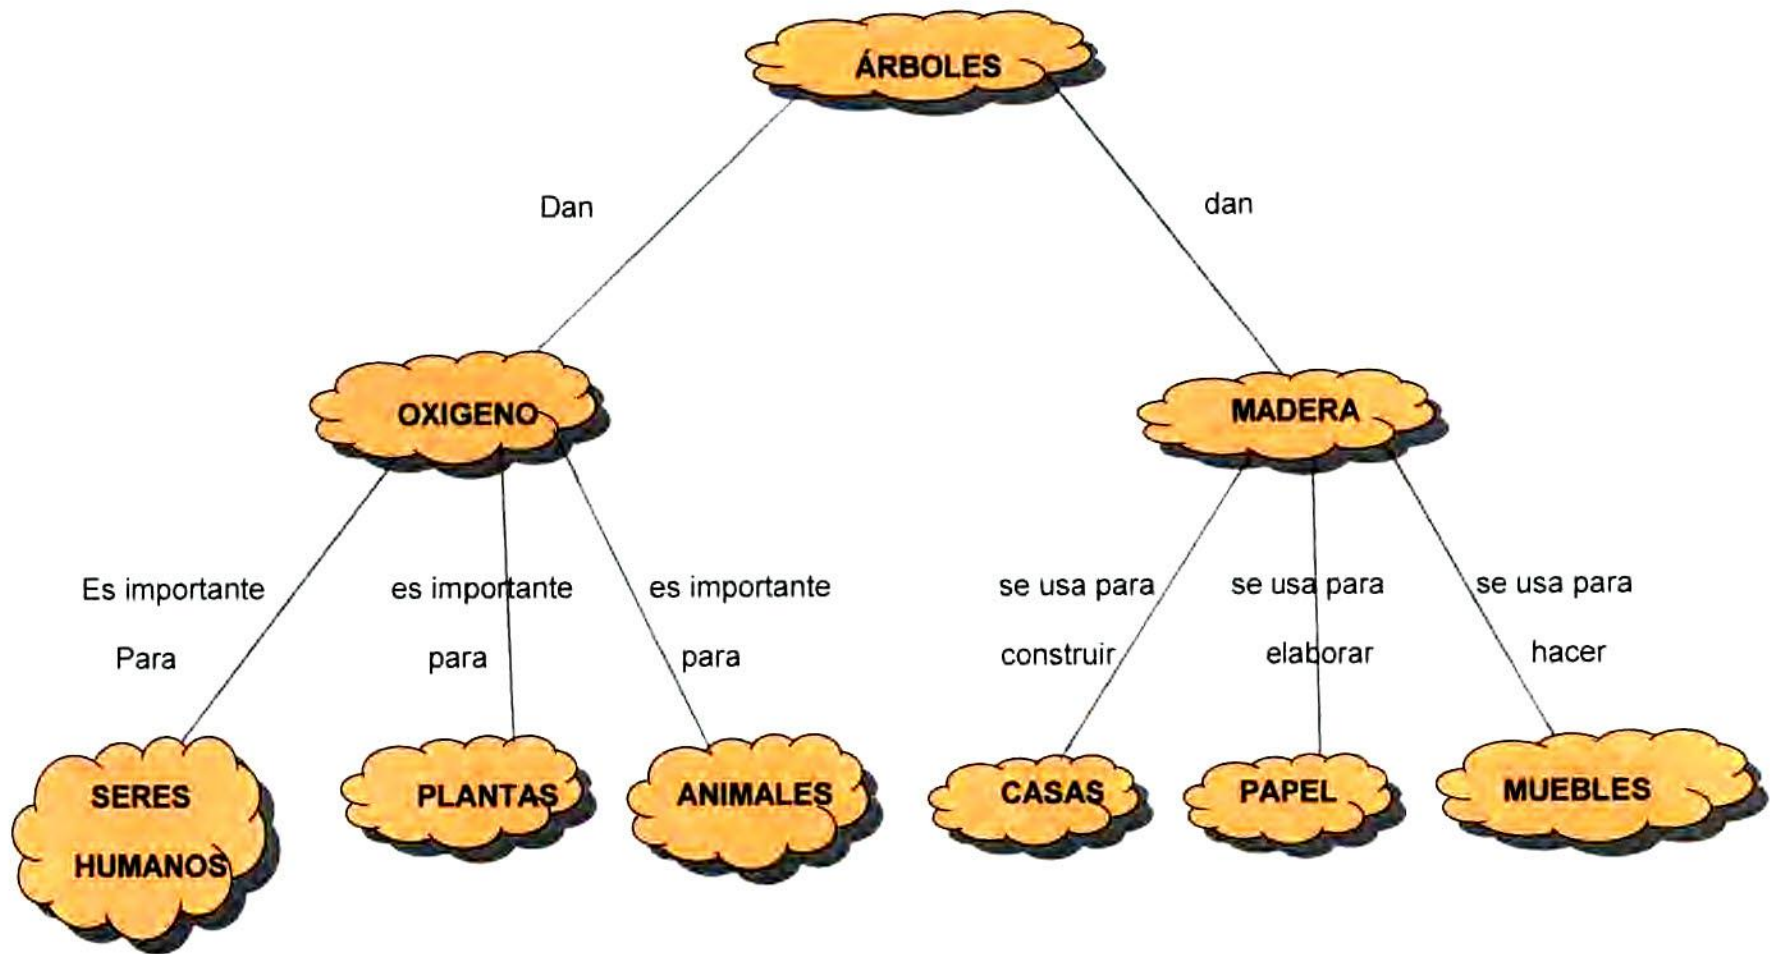 ÁRBOLES
Dan
dan
OXIGENO
MADERA
Es importante
Para
es importante
para
es importante
para
se usa para
construir
se usa para
elaborar
se usa para
hacer
SERES
HUMANOS
PLANTAS
ANIMALES
CASAS
PAPEL
MUEBLES